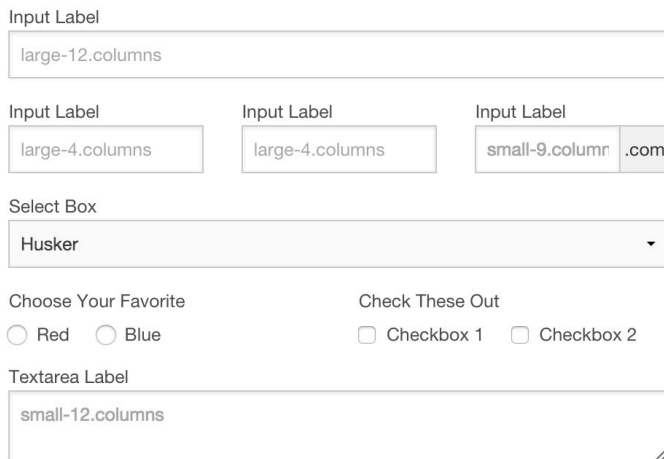 Input Label
large-12.columns
Input Label Input Label Input Label
large-4.columns large-4.columns small-9.column .com
Select Box
Husker
Choose Your Favorite Check These Out
Red Blue Checkbox 1 Checkbox 2
Textarea Label
small-12.columns